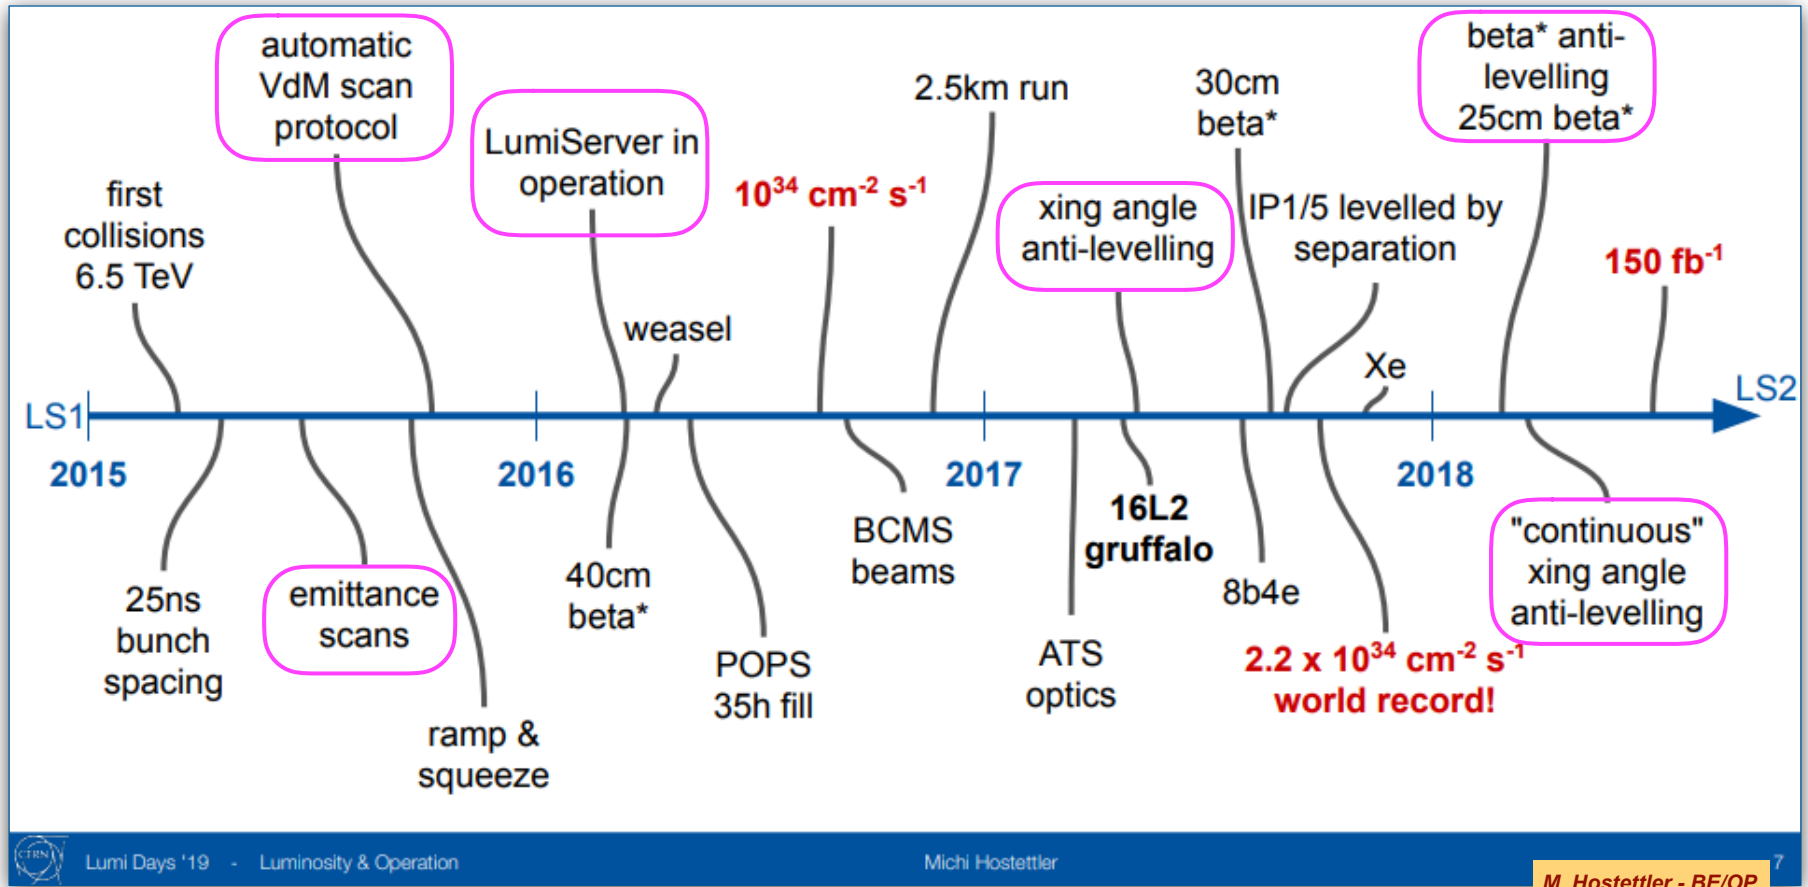 automatic
VdM scan
protocol
first
collisions
6.5 TeV
LumiServer in
operation
weasel
10³⁴ cm⁻² s⁻¹
2.5km run
xing angle
anti-levelling
30cm
beta*
IP1/5 levelled by
separation
Xe
beta* anti-
levelling
25cm beta*
150 fb⁻¹
LS1
LS2
2015
2016
2017
2018
25ns
bunch
spacing
emittance
scans
ramp &
squeeze
40cm
beta*
POPS
35h fill
BCMS
beams
ATS
optics
16L2
gruffalo
8b4e
2.2 x 10³⁴ cm⁻² s⁻¹
world record!
"continuous"
xing angle
anti-levelling
Lumi Days '19 - Luminosity & Operation
Michi Hostettler
7
M. Hostettler - BE/OP